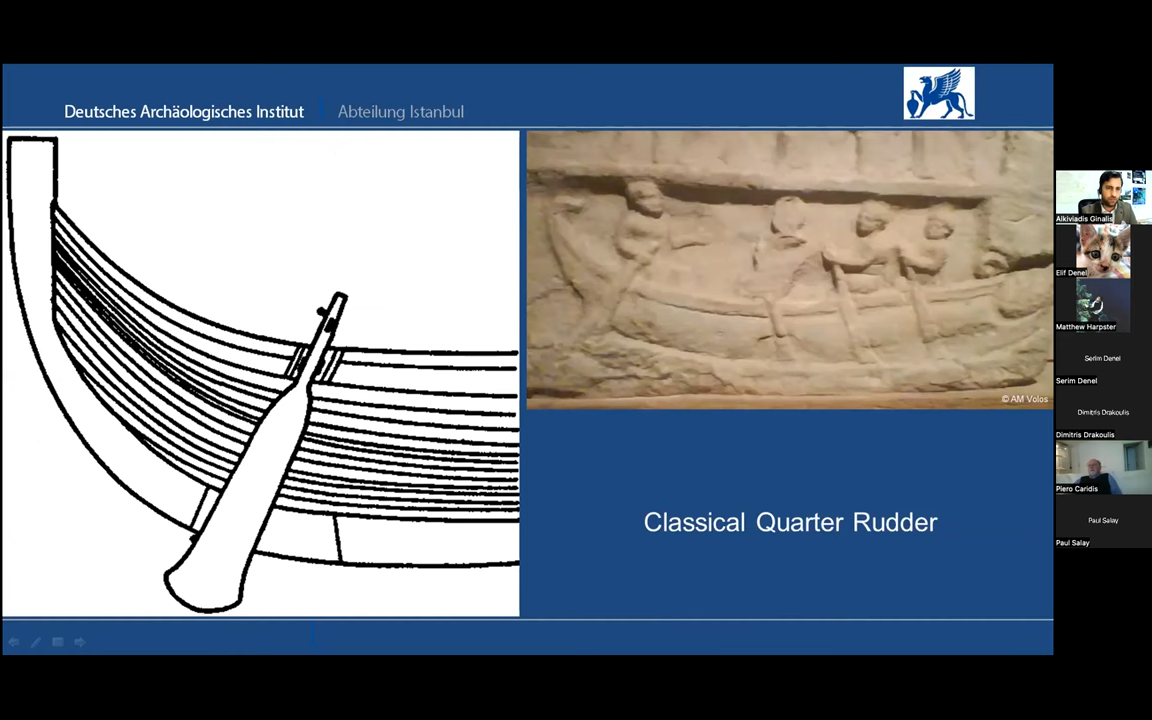 Deutsches Archäologisches Institut Abteilung Istanbul
© AM Volos
Classical Quarter Rudder
Alkiviadis Ginalis
Elif Denel
Matthew Harpster
Serim Denel
Serim Denel
Dimitris Drakoulis
Dimitris Drakoulis
Piero Caridis
Paul Salay
Paul Salay